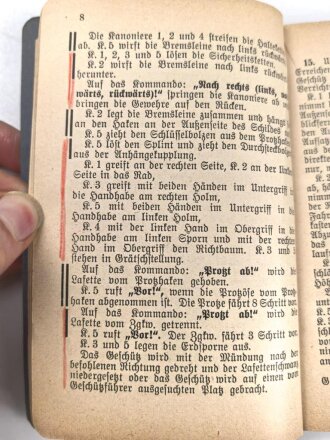 8
Die Kanoniere 1, 2 und 4 streifen die Halteketten
ab. K. 5 wirft die Bremsleine nach links
K. 1, 2, 3 und 5 lösen die Sicherheitsketten.
K. 2 wirft die Bremsleine nach links rückwärts
herunter.
Auf das Kommando: „Nach rechts (links, vor-
wärts, rückwärts)!“ springen die Kanoniere ab und
bringen die Gewehre auf den Rücken.
K. 2 legt die Bremsleine zusammen und hängt sie
an den Haken an der Außenseite des Schildes
K. 5 zieht den Schlüsselbolzen aus dem Protzhaken.
K. 5 löst den Splint und zieht den Durchsteckbolzen
aus der Anhängekupplung.
K. 1 greift an der rechten Seite, K. 2 an der linken
Seite in das Rad,
K. 3 greift mit beiden Händen im Untergriff in
die Handhabe am rechten Holm,
K. 5 mit beiden Händen im Untergriff in die
Handhabe am linken Holm,
K. 4 mit der linken Hand im Obergriff in die
Handhabe am linken Sporn und mit der rechten
Hand im Obergriff den Richtbaum. K. 3 und 5
stehen in Grätschstellung.
Auf das Kommando: „Protzt ab!“ wird die
Lafette vom Protzhaken gehoben.
K. 5 ruft „Vor!“, wenn die Protzöse vom Protz-
haken abgenommen ist. Die Protze fährt 8 Schritt vor.
Auf das Kommando: „Protzt ab!“ wird die
Lafette vom Zgkw. getrennt.
K. 5 ruft „Vor!“. Der Zgkw. fährt 3 Schritt vor.
K. 3 und 5 legen die Erdsporne aus.
Das Geschütz wird mit der Mündung nach der
befohlenen Richtung gedreht und der Lafettenschwanz
niedergesetzt oder das Geschütz wird auf einen vom
Geschützführer ausgesuchten Platz gebracht.
15.